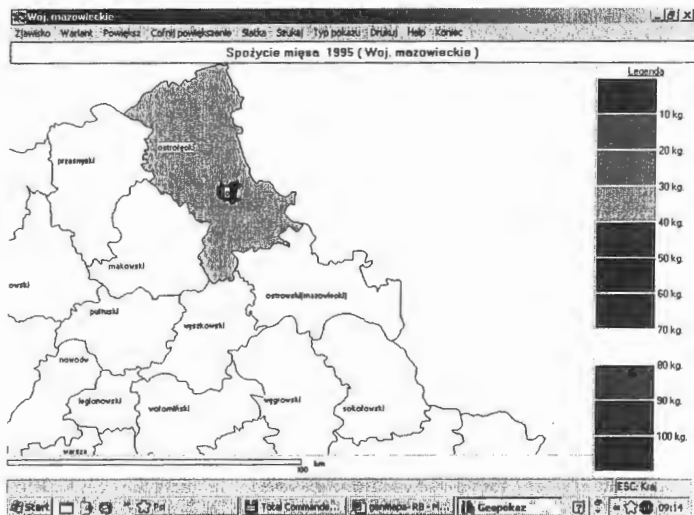 Woj. mazowieckie
Zjawisko Wariant Powiększ Cofnij powiększenie Siatka Szukaj Typ pokazu Drukuj Help Koniec
Spożycie mięsa 1995 ( Woj. mazowieckie )
Legenda
10 kg.
20 kg.
30 kg.
40 kg.
50 kg.
60 kg.
70 kg.
80 kg.
90 kg.
100 kg.
ostrołęcki
przasnyski
makowski
owski
ostrowski(mazowiecki)
pułtuski
wyszkowski
nowodw
legionowski
wołomiński
węgrowski
sokołowski
warsza
km
100
ESC: Kraj
Start
Total Commande...
Geopokaz
09:14